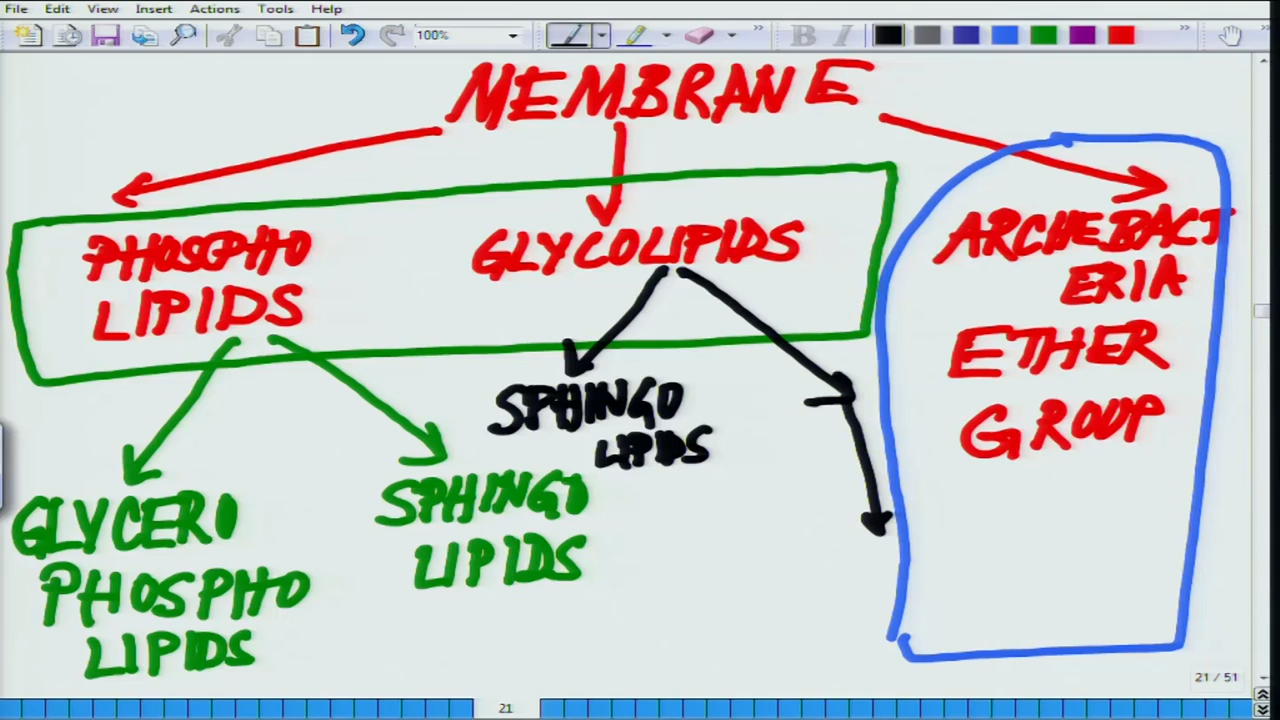 File Edit View Insert Actions Tools Help
100%
MEMBRANE
PHOSPHO
LIPIDS
GLYCOLIPIDS
ARCHEBACT
ERIA
ETHER
GROUP
SPHINGO
LIPIDS
GLYCERO
PHOSPHO
LIPIDS
SPHINGO
LIPIDS
21 / 51
21